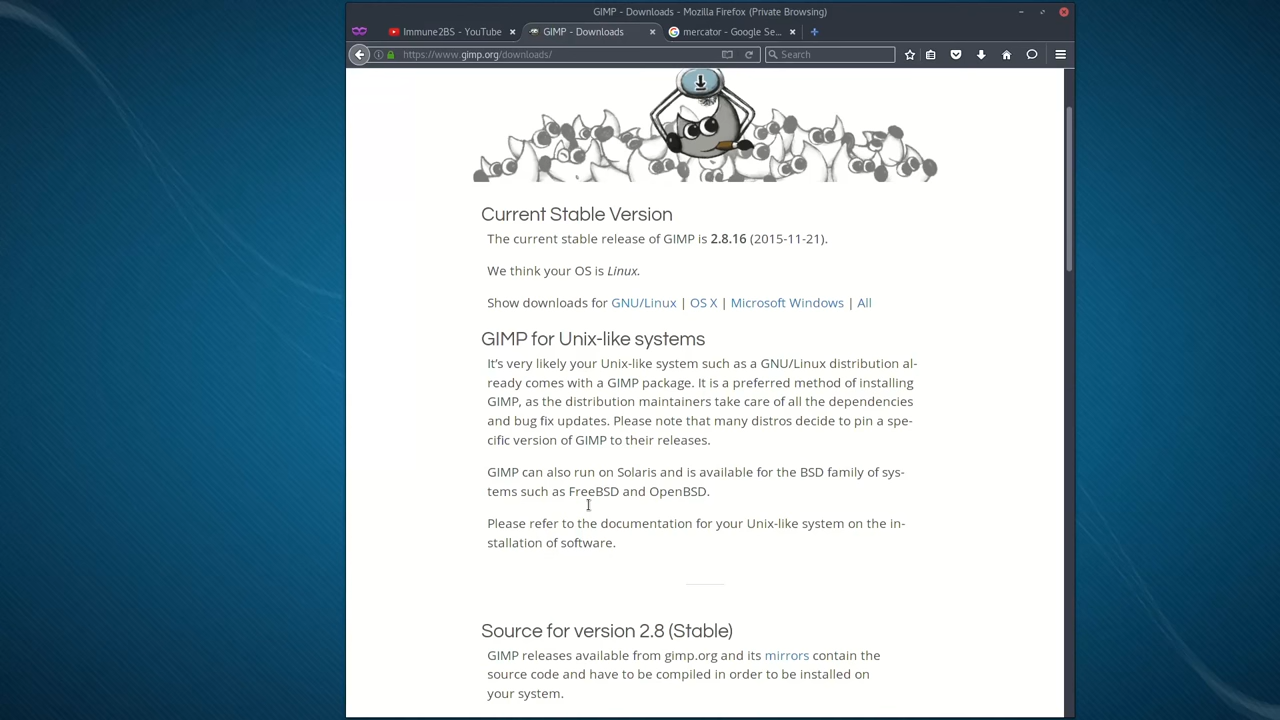 GIMP - Downloads - Mozilla Firefox (Private Browsing)
Immune2BS - YouTube
GIMP - Downloads
mercator - Google Se...
https://www.gimp.org/downloads/
Search
Current Stable Version
The current stable release of GIMP is 2.8.16 (2015-11-21).
We think your OS is Linux.
Show downloads for GNU/Linux | OS X | Microsoft Windows | All
GIMP for Unix-like systems
It’s very likely your Unix-like system such as a GNU/Linux distribution al-
ready comes with a GIMP package. It is a preferred method of installing
GIMP, as the distribution maintainers take care of all the dependencies
and bug fix updates. Please note that many distros decide to pin a spe-
cific version of GIMP to their releases.
GIMP can also run on Solaris and is available for the BSD family of sys-
tems such as FreeBSD and OpenBSD.
Please refer to the documentation for your Unix-like system on the in-
stallation of software.
Source for version 2.8 (Stable)
GIMP releases available from gimp.org and its mirrors contain the
source code and have to be compiled in order to be installed on
your system.